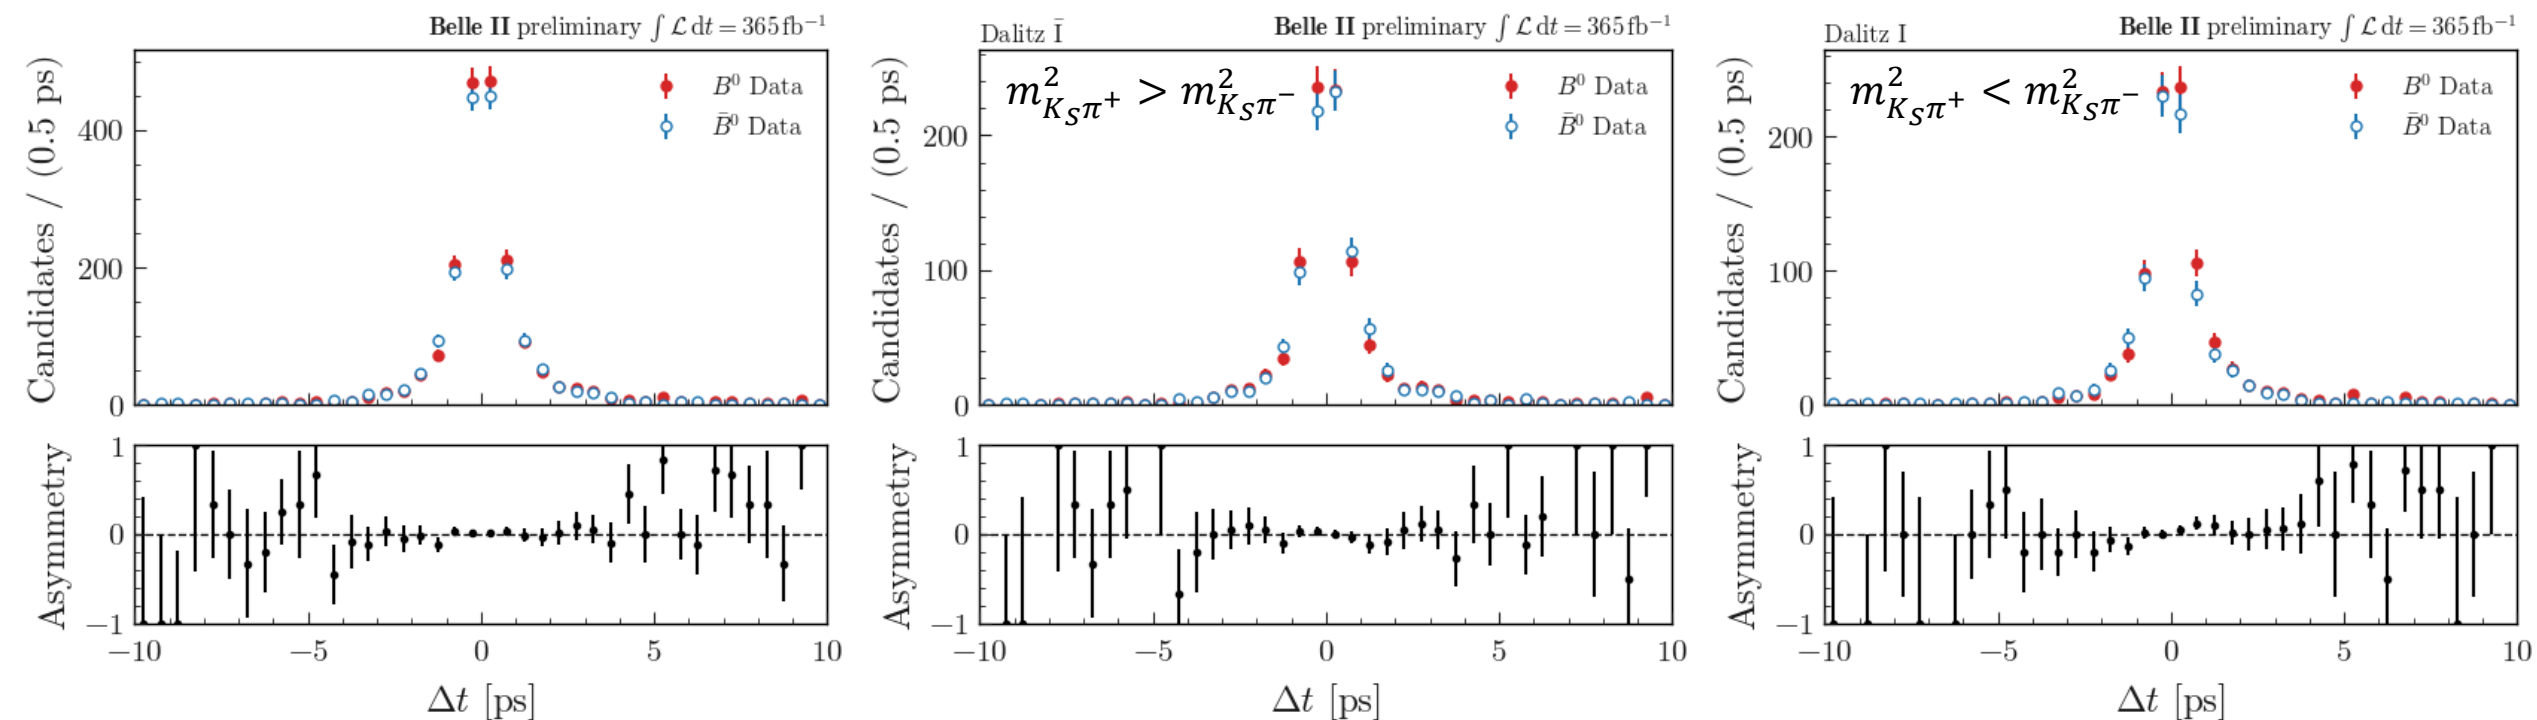 Belle II preliminary ∫ ℒ dt = 365 fb⁻¹
Candidates / (0.5 ps)
400
200
0
B⁰ Data
B̄⁰ Data
Asymmetry
1
0
−1
−10 −5 0 5 10
Δt [ps]
Dalitz Ī
Belle II preliminary ∫ ℒ dt = 365 fb⁻¹
m²_{K_Sπ⁺} > m²_{K_Sπ⁻}
Candidates / (0.5 ps)
200
100
0
B⁰ Data
B̄⁰ Data
Asymmetry
1
0
−1
−10 −5 0 5 10
Δt [ps]
Dalitz I
Belle II preliminary ∫ ℒ dt = 365 fb⁻¹
m²_{K_Sπ⁺} < m²_{K_Sπ⁻}
Candidates / (0.5 ps)
200
100
0
B⁰ Data
B̄⁰ Data
Asymmetry
1
0
−1
−10 −5 0 5 10
Δt [ps]